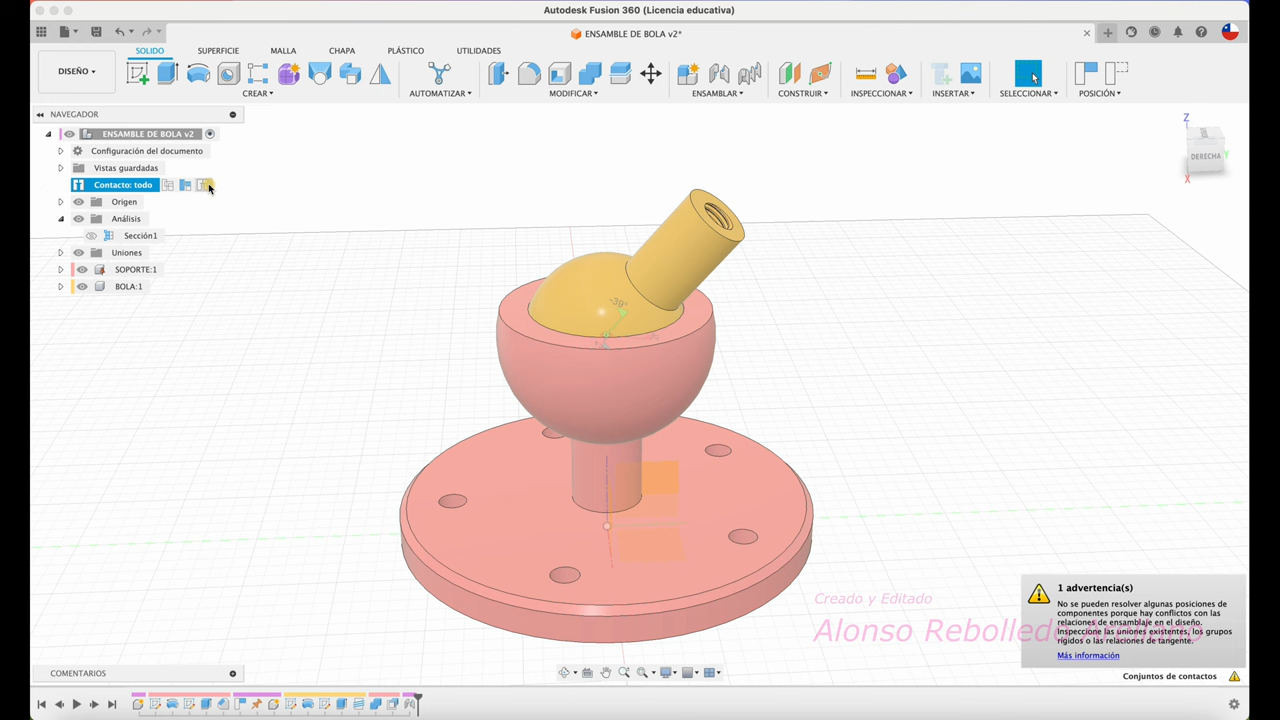 Autodesk Fusion 360 (Licencia educativa)
ENSAMBLE DE BOLA v2*
DISEÑO
SOLIDO
SUPERFICIE
MALLA
CHAPA
PLÁSTICO
UTILIDADES
CREAR
AUTOMATIZAR
MODIFICAR
ENSAMBLAR
CONSTRUIR
INSPECCIONAR
INSERTAR
SELECCIONAR
POSICIÓN
NAVEGADOR
ENSAMBLE DE BOLA v2
Configuración del documento
Vistas guardadas
Contacto: todo
Origen
Análisis
Sección1
Uniones
SOPORTE:1
BOLA:1
Z
DERECHA
Y
X
-39°
Creado y Editado
Alonso Rebolled
1 advertencia(s)
No se pueden resolver algunas posiciones de
componentes porque hay conflictos con las
relaciones de ensamblaje en el diseño.
Inspeccione las uniones existentes, los grupos
rígidos o las relaciones de tangente.
Más información
Conjuntos de contactos
COMENTARIOS